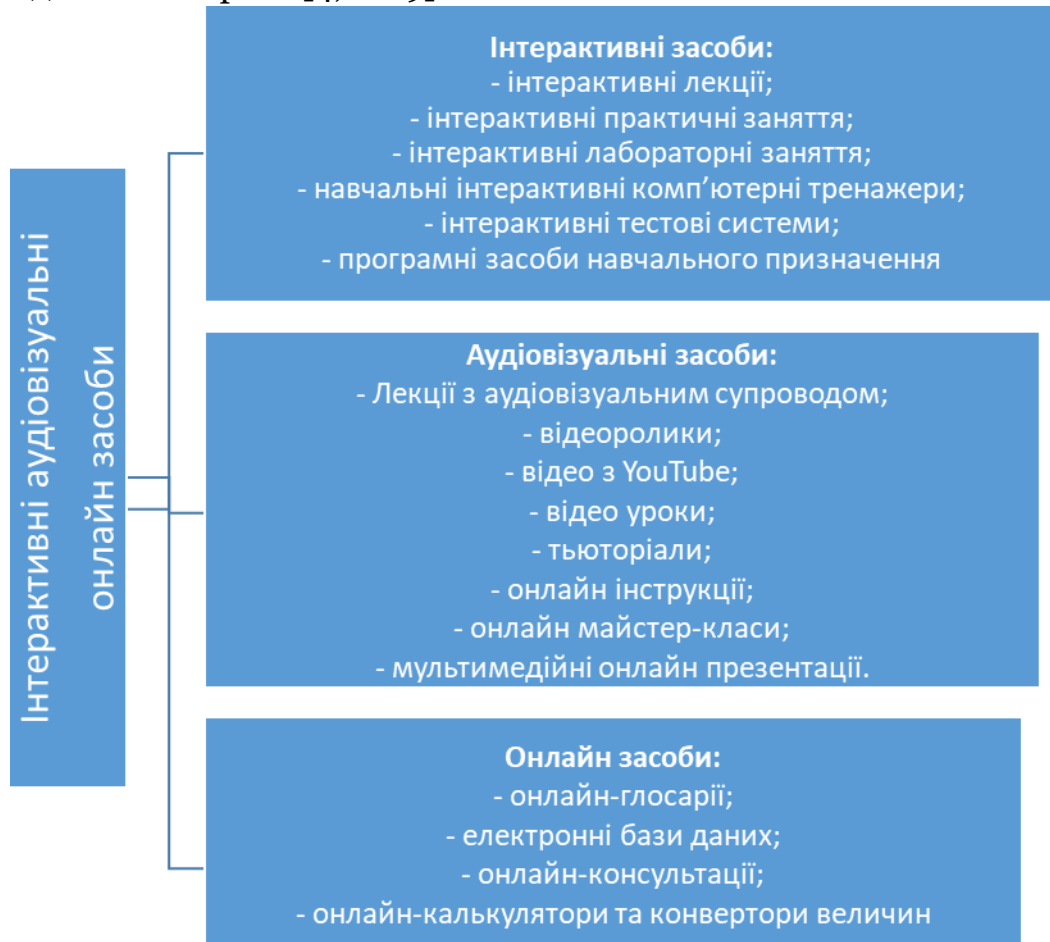 Інтерактивні аудіовізуальні
онлайн засоби
Інтерактивні засоби:
- інтерактивні лекції;
- інтерактивні практичні заняття;
- інтерактивні лабораторні заняття;
- навчальні інтерактивні комп’ютерні тренажери;
- інтерактивні тестові системи;
- програмні засоби навчального призначення
Аудіовізуальні засоби:
- Лекції з аудіовізуальним супроводом;
- відеоролики;
- відео з YouTube;
- відео уроки;
- тьюторіали;
- онлайн інструкції;
- онлайн майстер-класи;
- мультимедійні онлайн презентації.
Онлайн засоби:
- онлайн-глосарії;
- електронні бази даних;
- онлайн-консультації;
- онлайн-калькулятори та конвертори величин